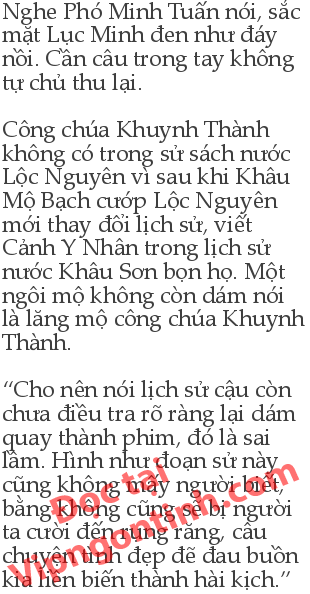 Nghe Phó Minh Tuấn nói, sắc
mặt Lục Minh đen như đáy
nồi. Cần câu trong tay không
tự chủ thu lại.
Công chúa Khuynh Thành
không có trong sử sách nước
Lộc Nguyên vì sau khi Khâu
Mộ Bạch cướp Lộc Nguyên
mới thay đổi lịch sử, viết
Cảnh Y Nhân trong lịch sử
nước Khâu Sơn bọn họ. Một
ngôi mộ không còn dám nói
là lăng mộ công chúa Khuynh
Thành.
“Cho nên nói lịch sử cậu còn
chưa điều tra rõ ràng lại dám
quay thành phim, đó là sai
lầm. Hình như đoạn sử này
cũng không mấy người biết,
bằng không cũng sẽ bị người
ta cười đến rụng răng, câu
chuyện tình đẹp đẽ đau buồn
kia liền biến thành hài kịch.”
Doc tai
Vipngontinh.com